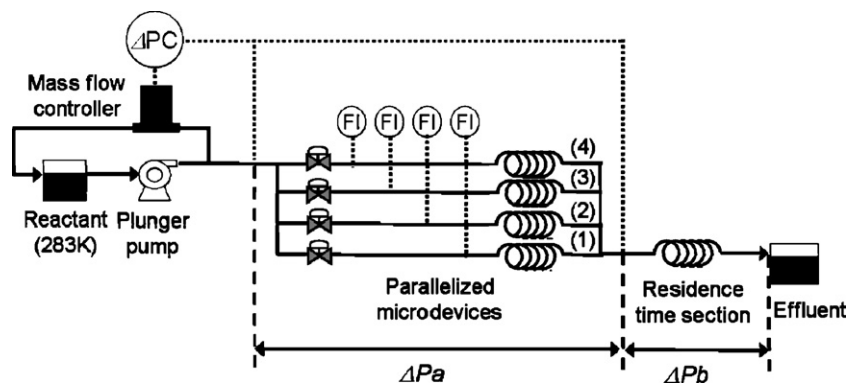 ΔPC
Mass flow
controller
FI FI FI FI
(4)
(3)
(2)
(1)
Reactant
(283K)
Plunger
pump
Parallelized
microdevices
Residence
time section
Effluent
ΔPa
ΔPb